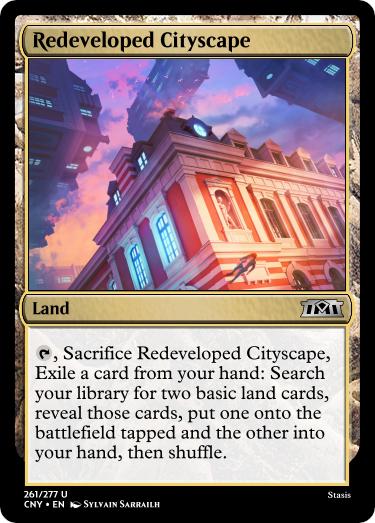 Redeveloped Cityscape
Land
, Sacrifice Redeveloped Cityscape,
Exile a card from your hand: Search
your library for two basic land cards,
reveal those cards, put one onto the
battlefield tapped and the other into
your hand, then shuffle.
261/277 U
Stasis
CNY • EN Sylvain Sarrailh